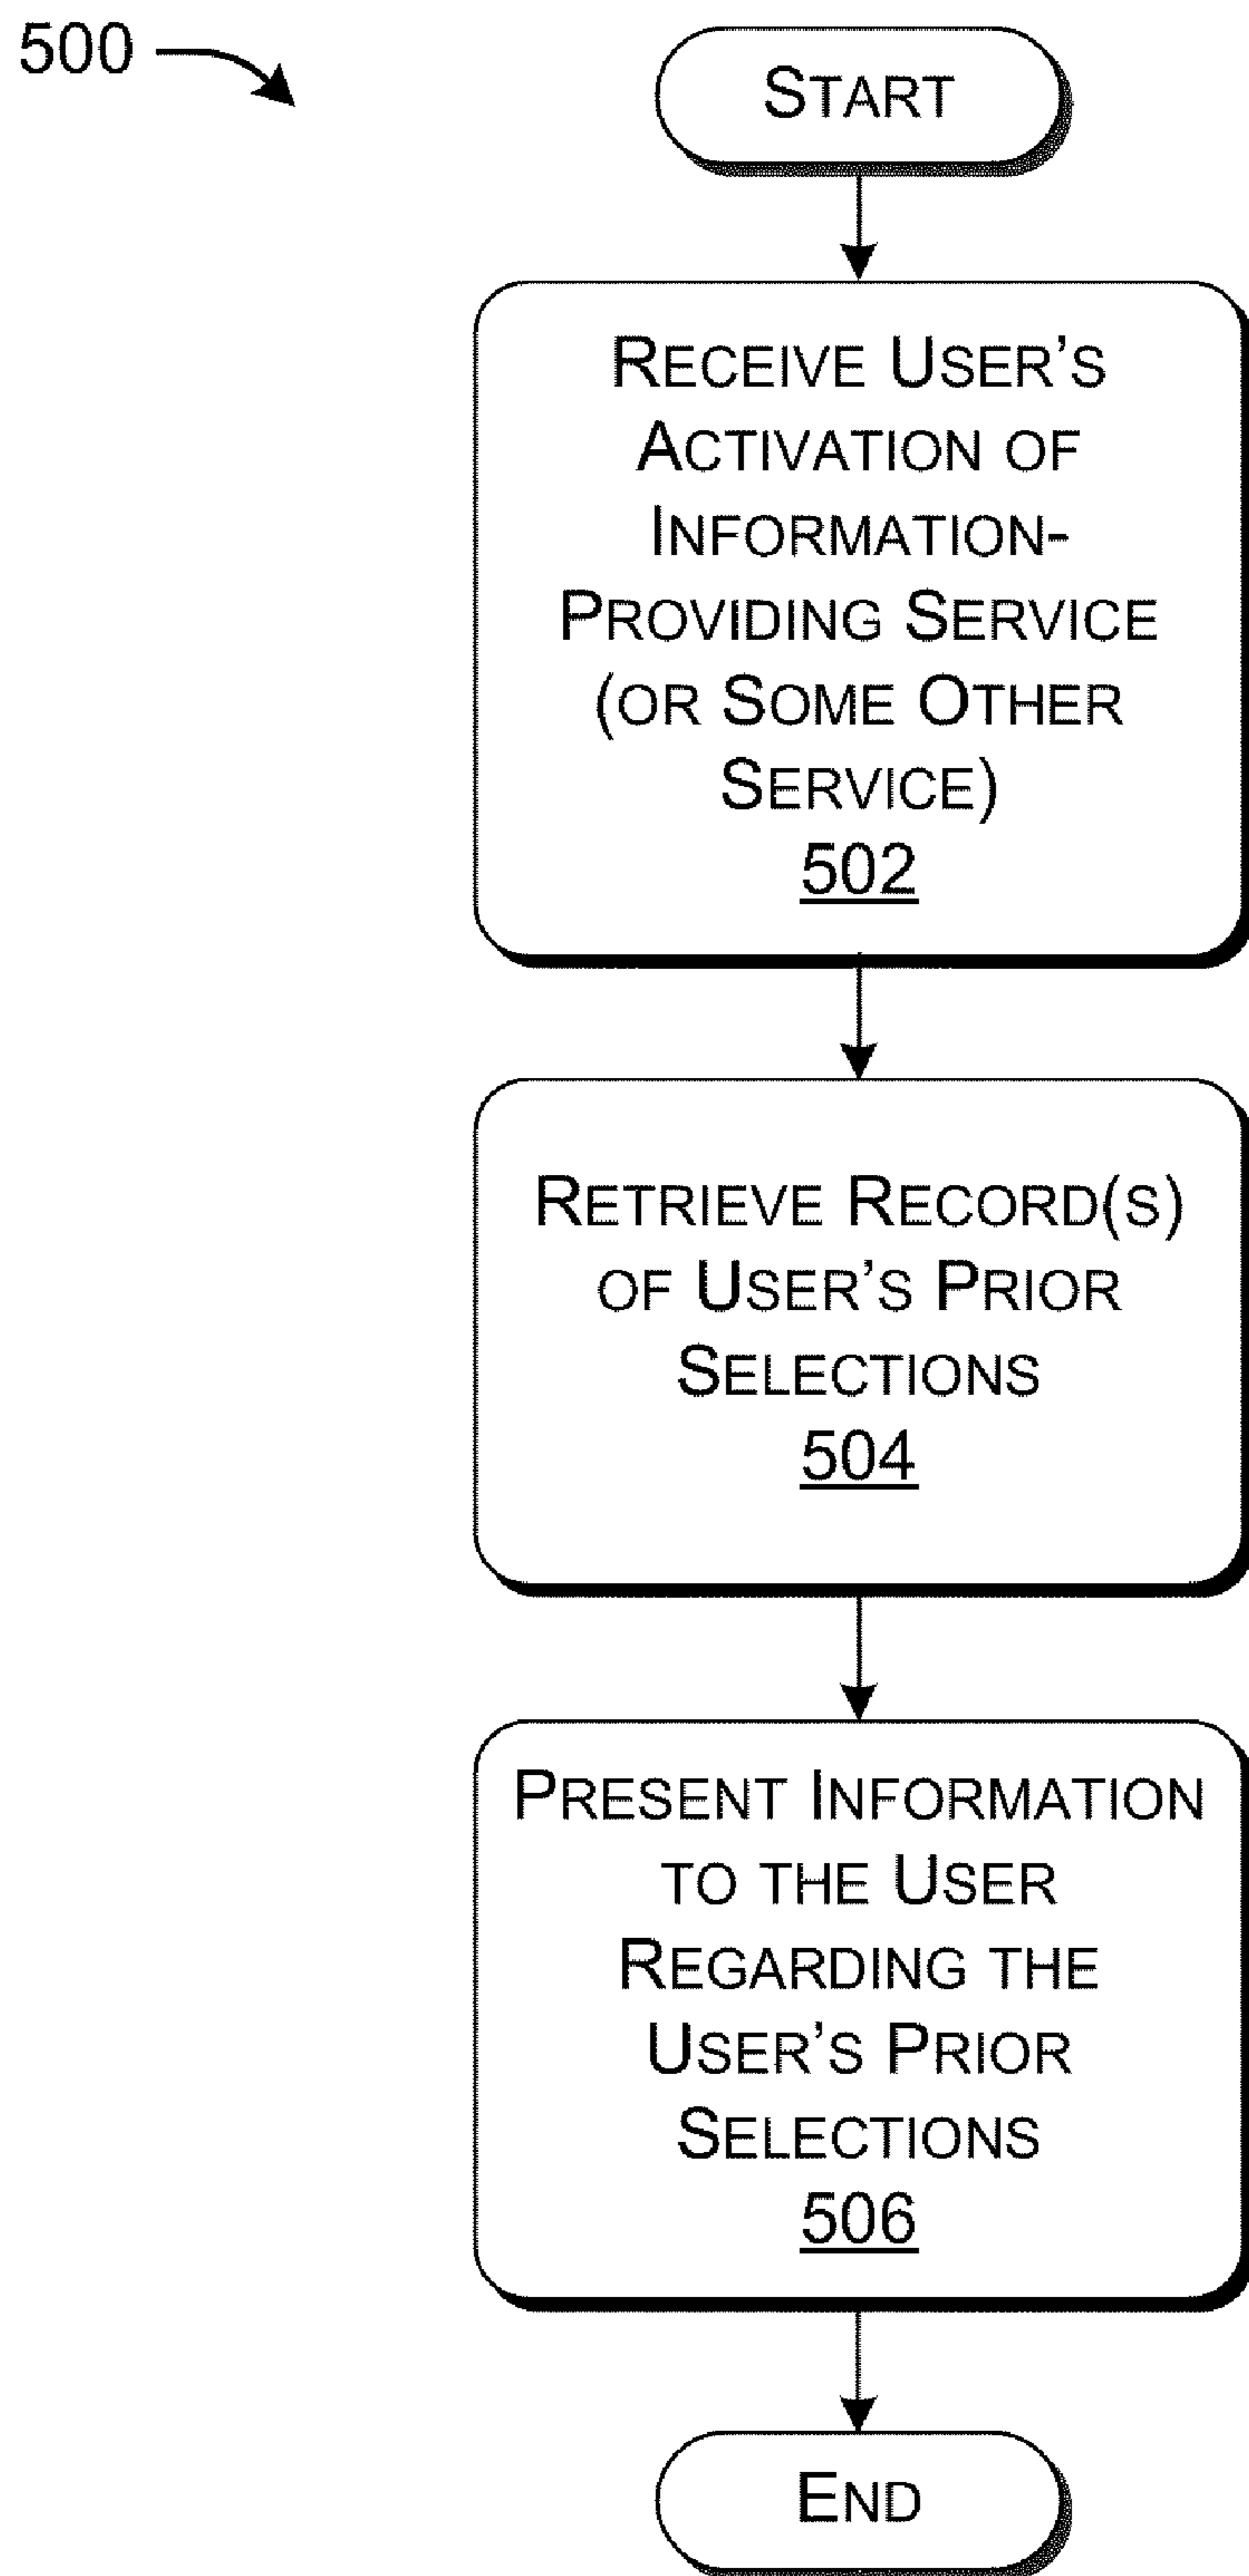 500
START
RECEIVE USER'S
ACTIVATION OF
INFORMATION-
PROVIDING SERVICE
(OR SOME OTHER
SERVICE)
502
RETRIEVE RECORD(S)
OF USER'S PRIOR
SELECTIONS
504
PRESENT INFORMATION
TO THE USER
REGARDING THE
USER'S PRIOR
SELECTIONS
506
END